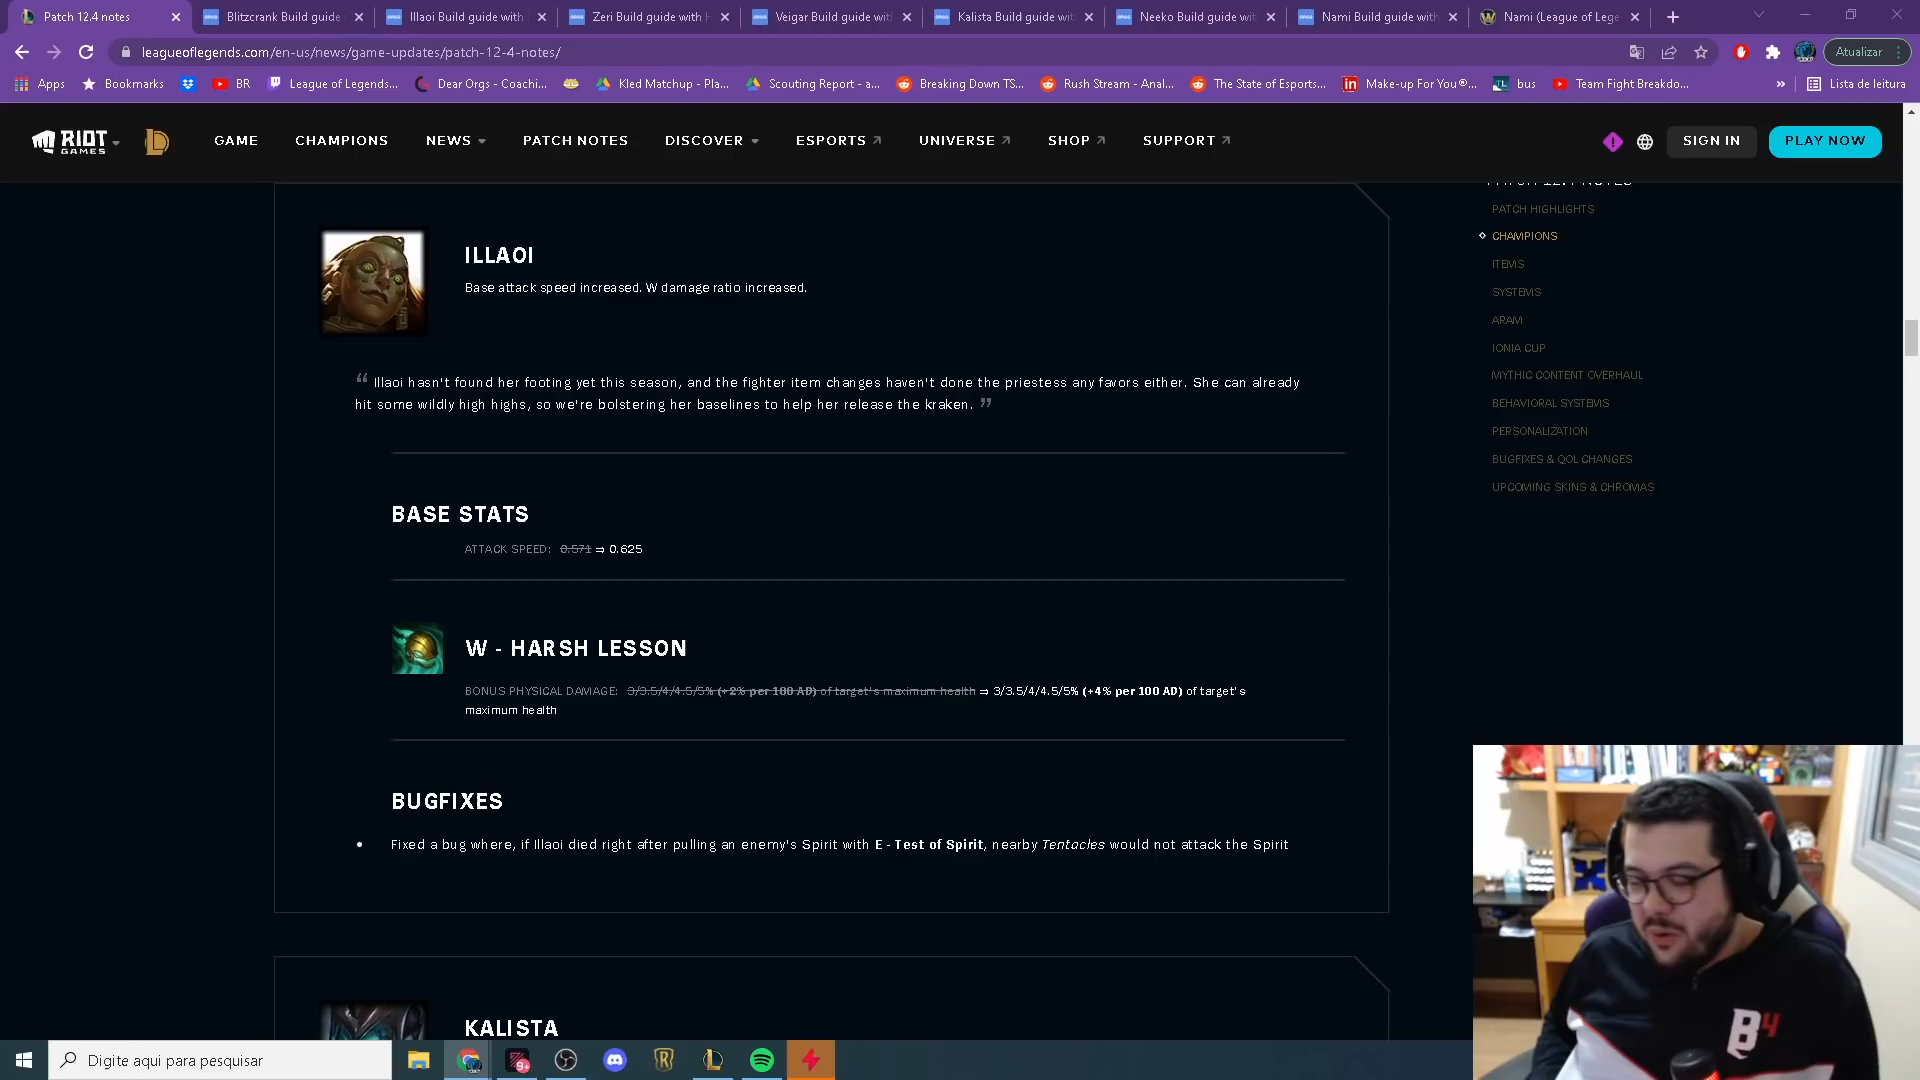 Patch 12.4 notes
Blitzcrank Build guide
Illaoi Build guide with
Zeri Build guide with
Veigar Build guide wit
Kalista Build guide wit
Neeko Build guide wit
Nami Build guide with
Nami (League of Lege
leagueoflegends.com/en-us/news/game-updates/patch-12-4-notes/
Atualizar
Apps
Bookmarks
BR
League of Legends...
Dear Orgs - Coachi...
Kled Matchup - Pla...
Scouting Report - a...
Breaking Down TS...
Rush Stream - Anal...
The State of Esports...
Make-up For You®...
bus
Team Fight Breakdo...
»
Lista de leitura
RIOT GAMES
GAME
CHAMPIONS
NEWS
PATCH NOTES
DISCOVER
ESPORTS
UNIVERSE
SHOP
SUPPORT
SIGN IN
PLAY NOW
PATCH 12.4 NOTES
PATCH HIGHLIGHTS
CHAMPIONS
ITEMS
SYSTEMS
ARAM
IONIA CUP
MYTHIC CONTENT OVERHAUL
BEHAVIORAL SYSTEMS
PERSONALIZATION
BUGFIXES & QOL CHANGES
UPCOMING SKINS & CHROMAS
ILLAOI
Base attack speed increased. W damage ratio increased.
“ Illaoi hasn't found her footing yet this season, and the fighter item changes haven't done the priestess any favors either. She can already
hit some wildly high highs, so we're bolstering her baselines to help her release the kraken. ”
BASE STATS
ATTACK SPEED: 0.571 ⇒ 0.625
W - HARSH LESSON
BONUS PHYSICAL DAMAGE: 3/3.5/4/4.5/5% (+2% per 100 AD) of target's maximum health ⇒ 3/3.5/4/4.5/5% (+4% per 100 AD) of target's
maximum health
BUGFIXES
• Fixed a bug where, if Illaoi died right after pulling an enemy's Spirit with E - Test of Spirit, nearby Tentacles would not attack the Spirit
KALISTA
B4
Digite aqui para pesquisar
9+